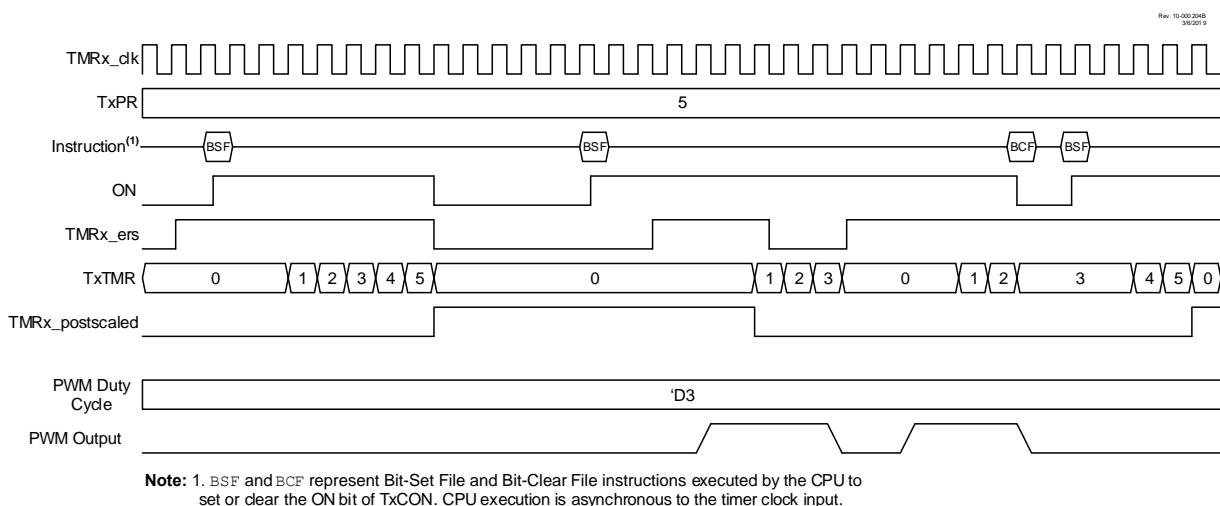 Rev. 10-000204B
3/6/2019
TMRx_clk
TxPR 5
Instruction(1) BSF BSF BCF BSF
ON
TMRx_ers
TxTMR 0 1 2 3 4 5 0 1 2 3 0 1 2 3 4 5 0
TMRx_postscaled
PWM Duty
Cycle
'D3
PWM Output
Note: 1. BSF and BCF represent Bit-Set File and Bit-Clear File instructions executed by the CPU to
set or clear the ON bit of TxCON. CPU execution is asynchronous to the timer clock input.